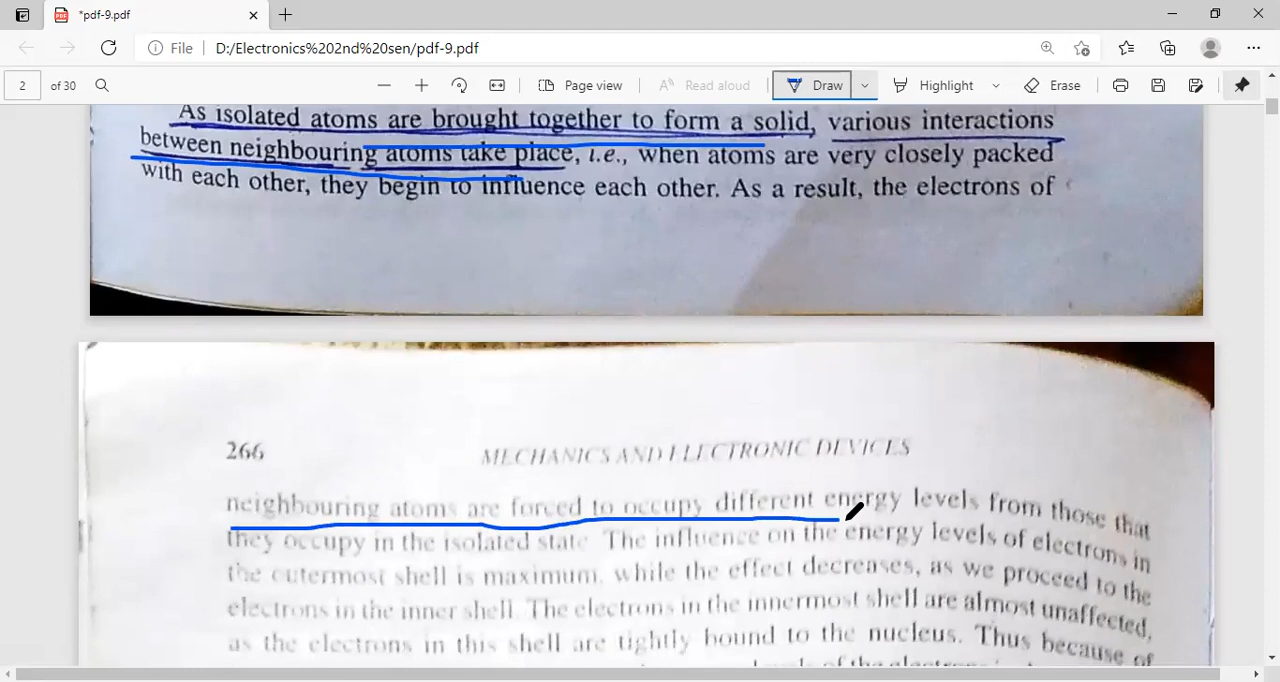 *pdf-9.pdf
File | D:/Electronics%202nd%20sen/pdf-9.pdf
2 of 30 Page view Read aloud Draw Highlight Erase
As isolated atoms are brought together to form a solid, various interactions
between neighbouring atoms take place, i.e., when atoms are very closely packed
with each other, they begin to influence each other. As a result, the electrons of
266 MECHANICS AND ELECTRONIC DEVICES
neighbouring atoms are forced to occupy different energy levels from those that
they occupy in the isolated state. The influence on the energy levels of electrons in
the outermost shell is maximum, while the effect decreases, as we proceed to the
electrons in the inner shell. The electrons in the innermost shell are almost unaffected,
as the electrons in this shell are tightly bound to the nucleus. Thus because of